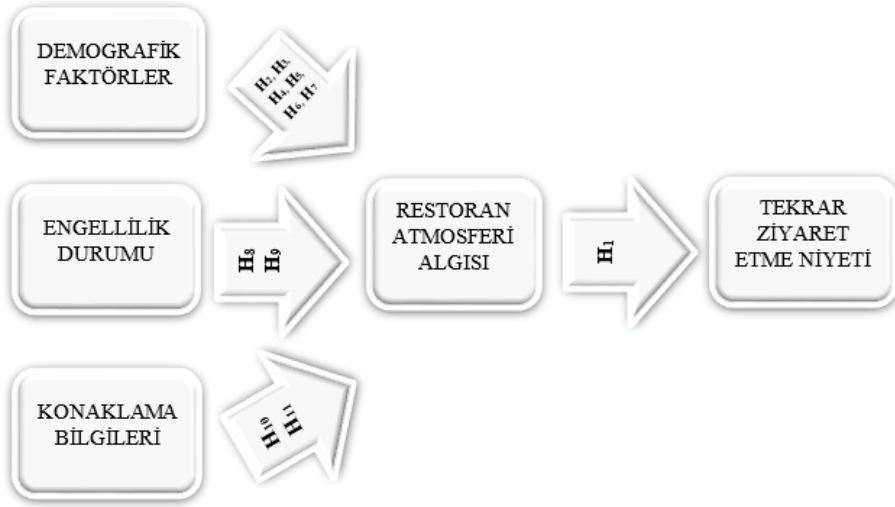 DEMOGRAFİK
FAKTÖRLER
H2, H3,
H4, H5,
H6, H7
ENGELLİLİK
DURUMU
H8
H9
RESTORAN
ATMOSFERİ
ALGISI
H1
TEKRAR
ZİYARET
ETME NİYETİ
KONAKLAMA
BİLGİLERİ
H10
H11